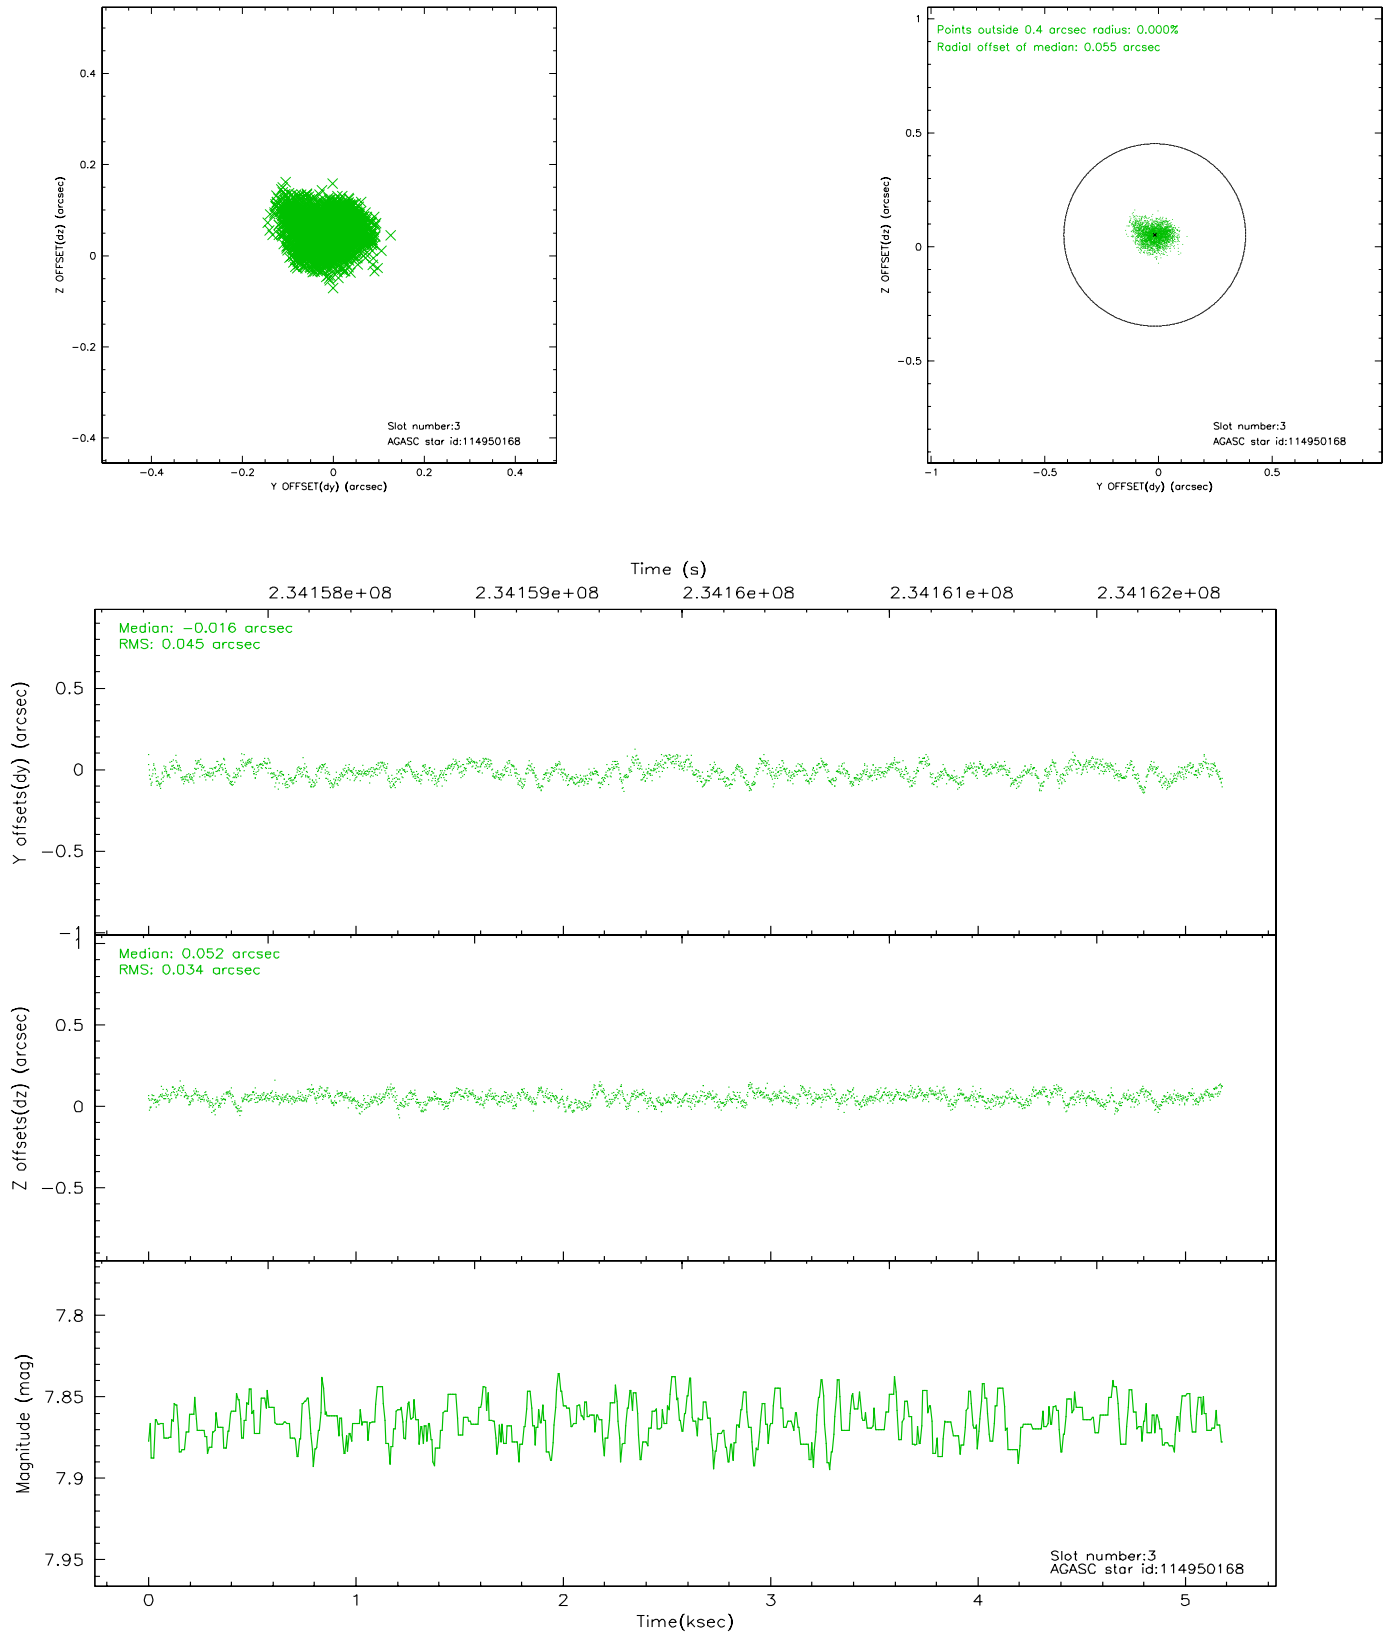 0.4
0.2
0
−0.2
−0.4
Z OFFSET(dz) (arcsec)
−0.4 −0.2 0 0.2 0.4
Y OFFSET(dy) (arcsec)
Slot number:3
AGASC star id:114950168
Points outside 0.4 arcsec radius: 0.000%
Radial offset of median: 0.055 arcsec
1
0.5
0
−0.5
Z OFFSET(dz) (arcsec)
−1 −0.5 0 0.5
Y OFFSET(dy) (arcsec)
Slot number:3
AGASC star id:114950168
Time (s)
2.34158e+08 2.34159e+08 2.3416e+08 2.34161e+08 2.34162e+08
Median: −0.016 arcsec
RMS: 0.045 arcsec
0.5
0
−0.5
−1
Y offsets(dy) (arcsec)
Median: 0.052 arcsec
RMS: 0.034 arcsec
1
0.5
0
−0.5
Z offsets(dz) (arcsec)
7.8
7.85
7.9
7.95
Magnitude (mag)
Slot number:3
AGASC star id:114950168
0 1 2 3 4 5
Time(ksec)